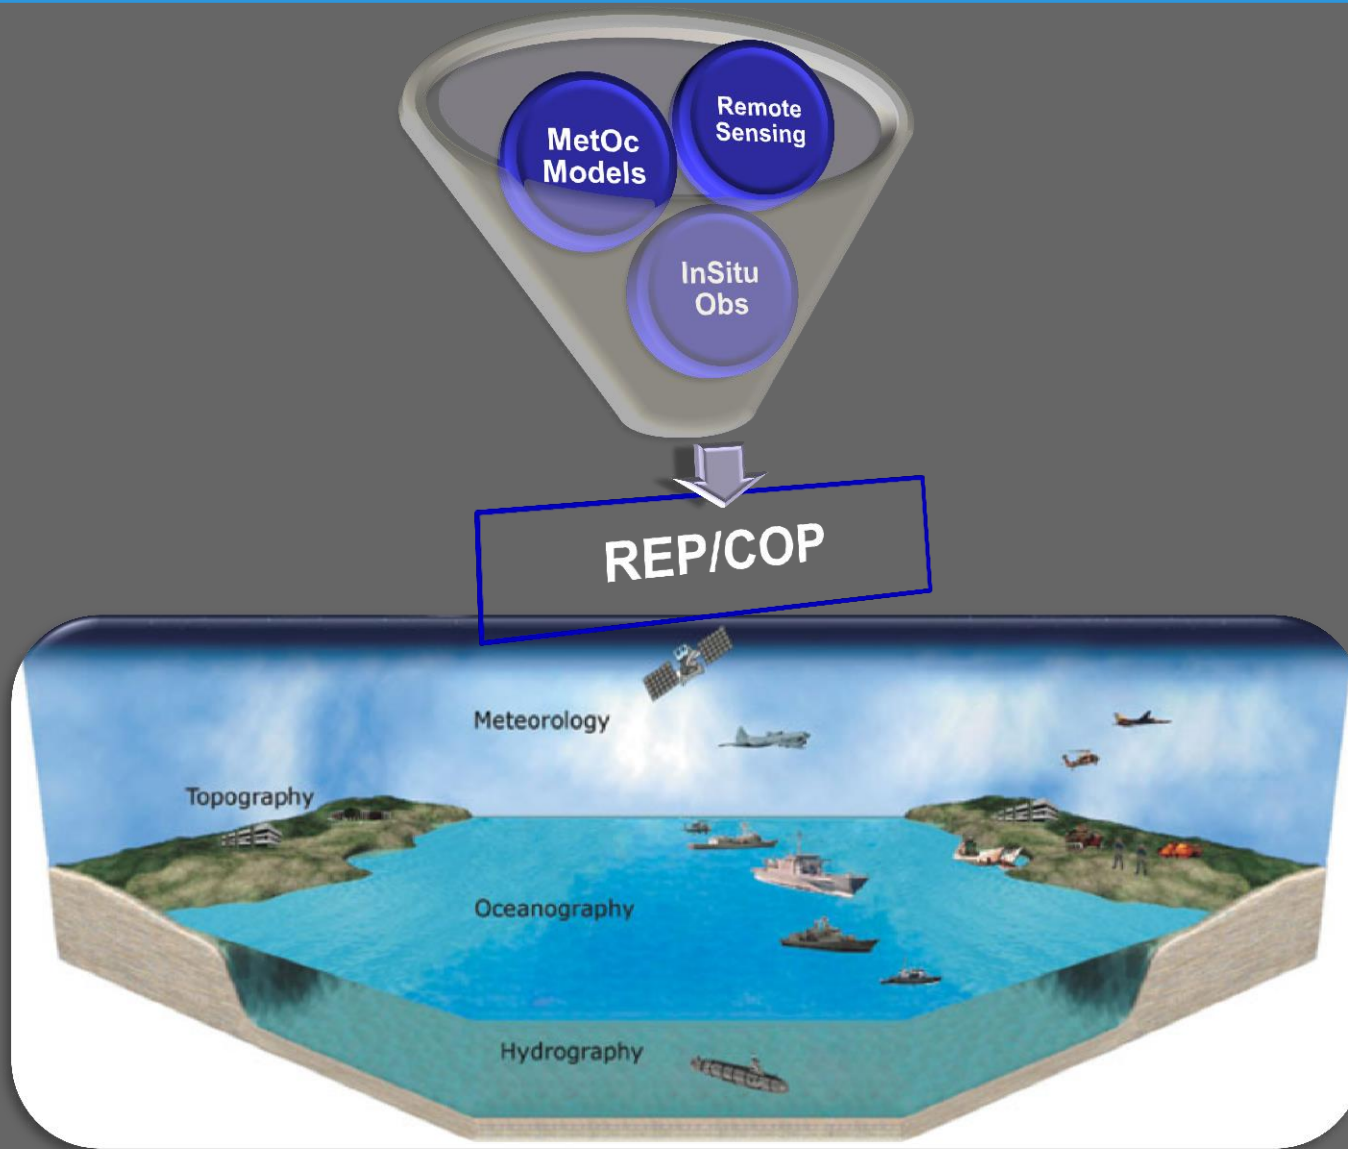 Remote
Sensing
MetOc
Models
InSitu
Obs
REP/COP
Meteorology
Topography
Oceanography
Hydrography